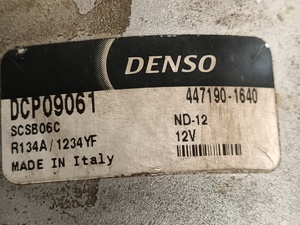 DENSO
DCP09061 447190-1640
SCSB06C ND-12
R134A/1234YF 12V
MADE IN Italy